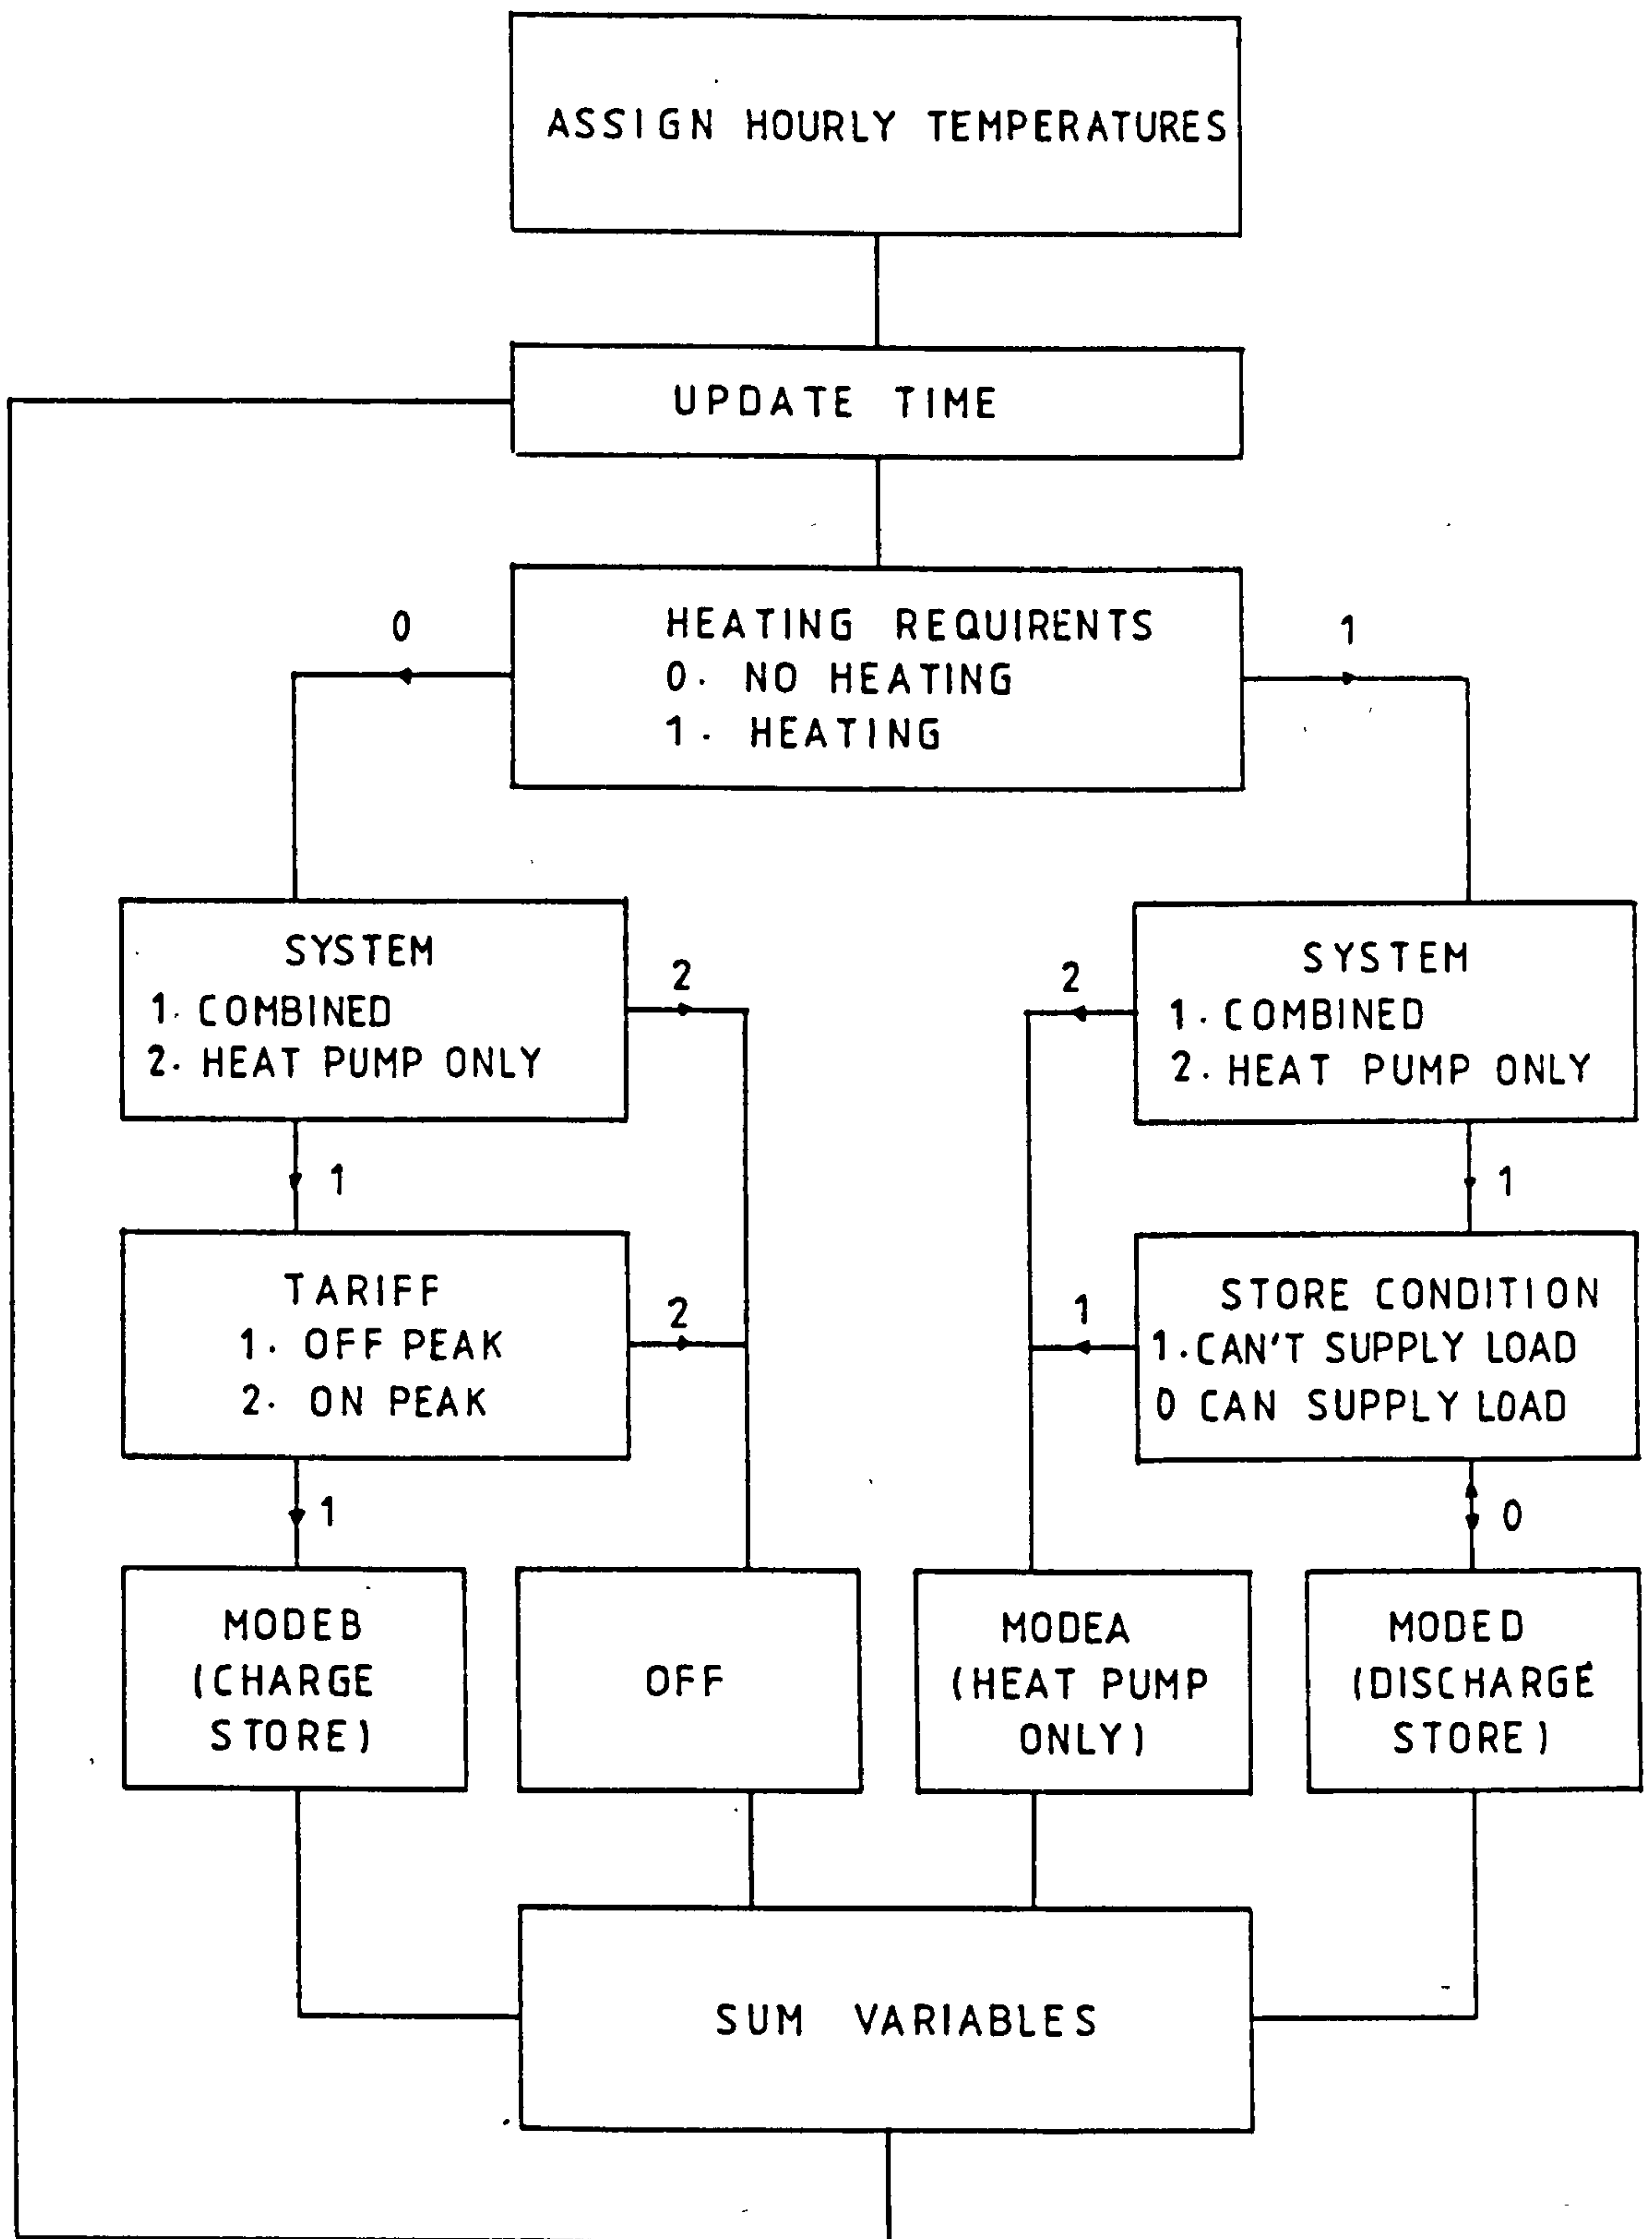 ASSIGN HOURLY TEMPERATURES
UPDATE TIME
0
HEATING REQUIRENTS
0. NO HEATING
1. HEATING
1
SYSTEM
1. COMBINED
2. HEAT PUMP ONLY
2
2
SYSTEM
1. COMBINED
2. HEAT PUMP ONLY
1
1
TARIFF
1. OFF PEAK
2. ON PEAK
2
1
STORE CONDITION
1. CAN'T SUPPLY LOAD
0 CAN SUPPLY LOAD
1
0
MODEB
(CHARGE
STORE)
OFF
MODEA
(HEAT PUMP
ONLY)
MODED
(DISCHARGE
STORE)
SUM VARIABLES